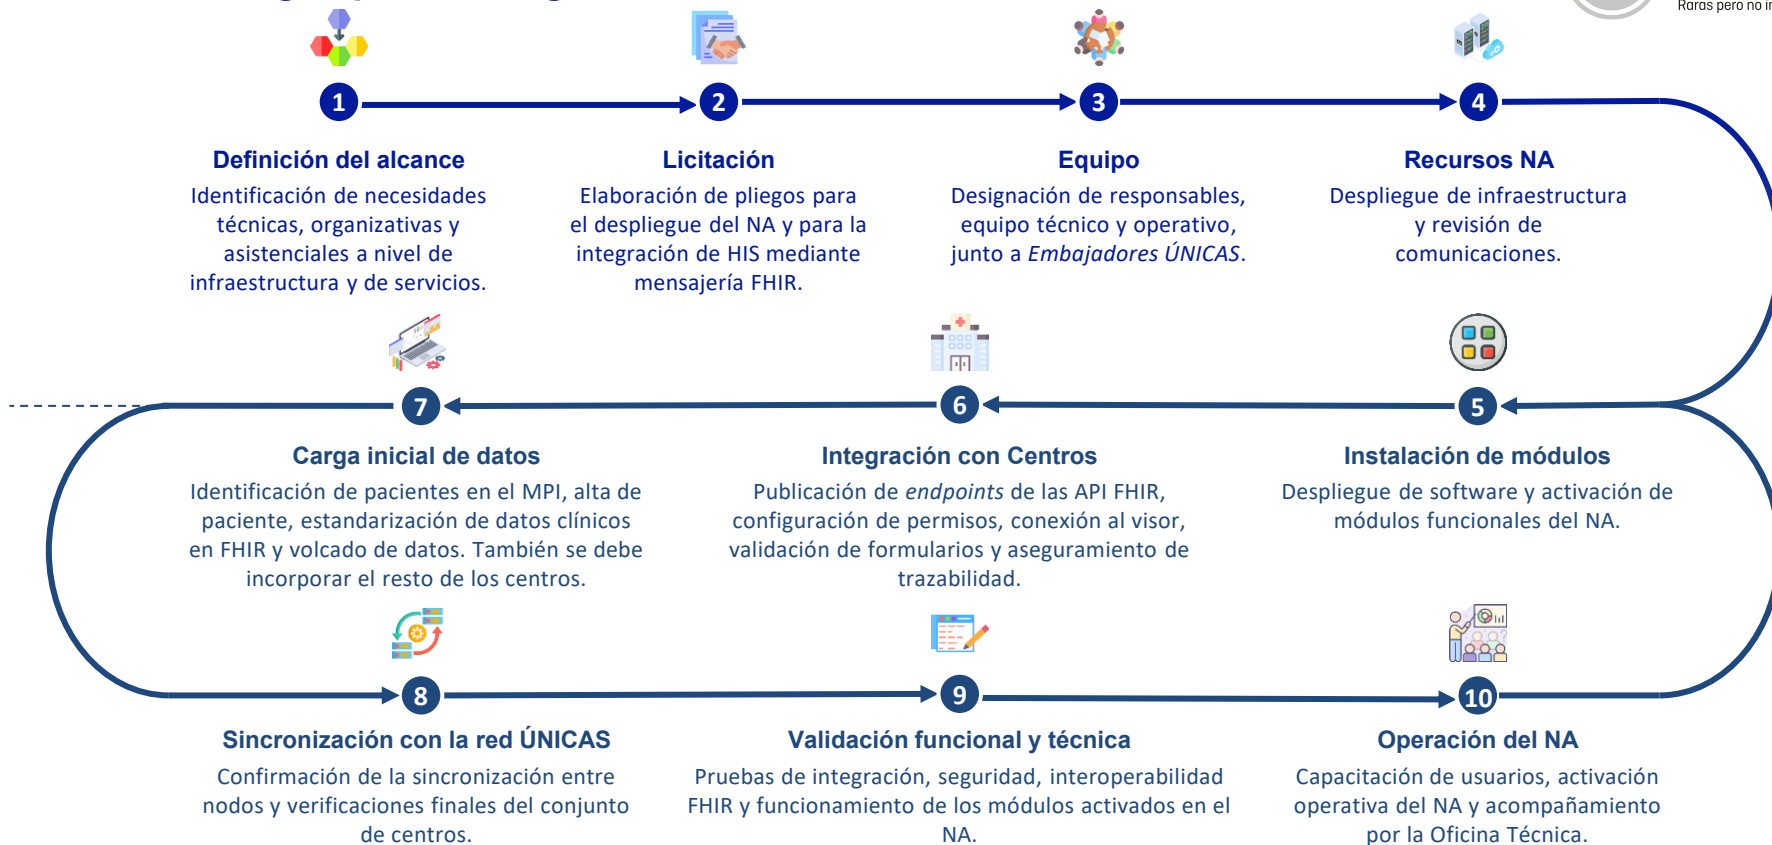 Raras pero no
1
2
3
4
Definición del alcance
Identificación de necesidades
técnicas, organizativas y
asistenciales a nivel de
infraestructura y de servicios.
Licitación
Elaboración de pliegos para
el despliegue del NA y para la
integración de HIS mediante
mensajería FHIR.
Equipo
Designación de responsables,
equipo técnico y operativo,
junto a Embajadores ÚNICAS.
Recursos NA
Despliegue de infraestructura
y revisión de
comunicaciones.
7
6
5
Carga inicial de datos
Identificación de pacientes en el MPI, alta de
paciente, estandarización de datos clínicos
en FHIR y volcado de datos. También se debe
incorporar el resto de los centros.
Integración con Centros
Publicación de endpoints de las API FHIR,
configuración de permisos, conexión al visor,
validación de formularios y aseguramiento de
trazabilidad.
Instalación de módulos
Despliegue de software y activación de
módulos funcionales del NA.
8
9
10
Sincronización con la red ÚNICAS
Confirmación de la sincronización entre
nodos y verificaciones finales del conjunto
de centros.
Validación funcional y técnica
Pruebas de integración, seguridad, interoperabilidad
FHIR y funcionamiento de los módulos activados en el
NA.
Operación del NA
Capacitación de usuarios, activación
operativa del NA y acompañamiento
por la Oficina Técnica.